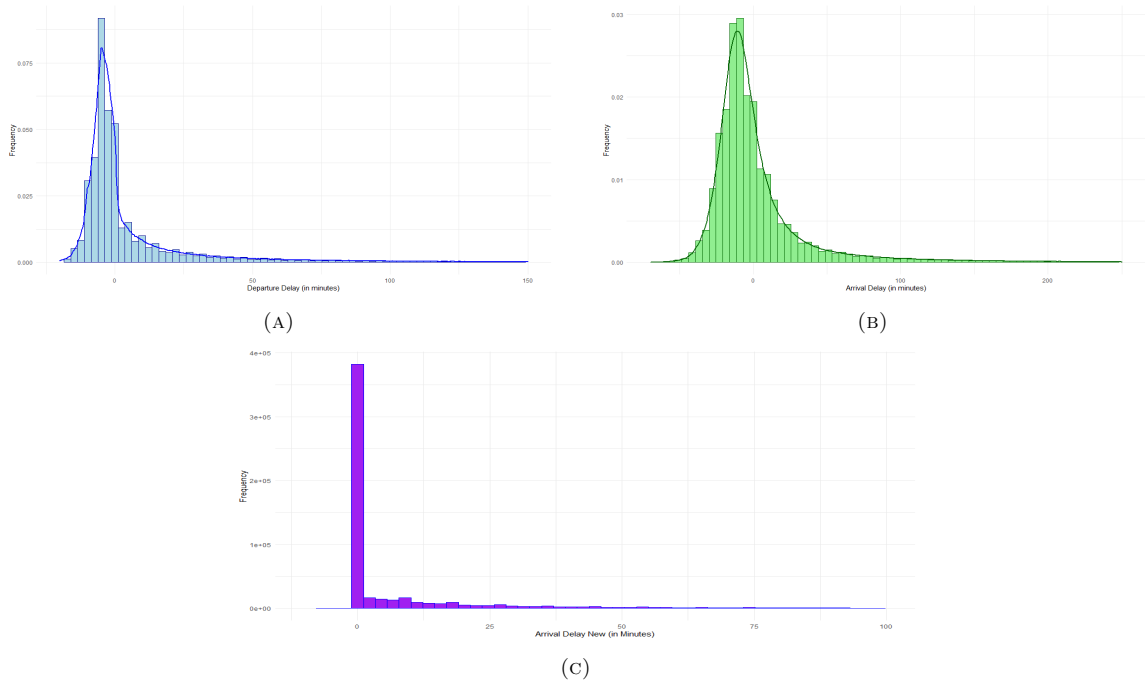 0.075
0.050
0.025
0.000
Frequency
0
50
100
150
Departure Delay (in minutes)
(A)
0.03
0.02
0.01
0.00
Frequency
0
100
200
Arrival Delay (in minutes)
(B)
4e+05
3e+05
2e+05
1e+05
0e+00
Frequency
0
25
50
75
100
Arrival Delay New (in Minutes)
(C)